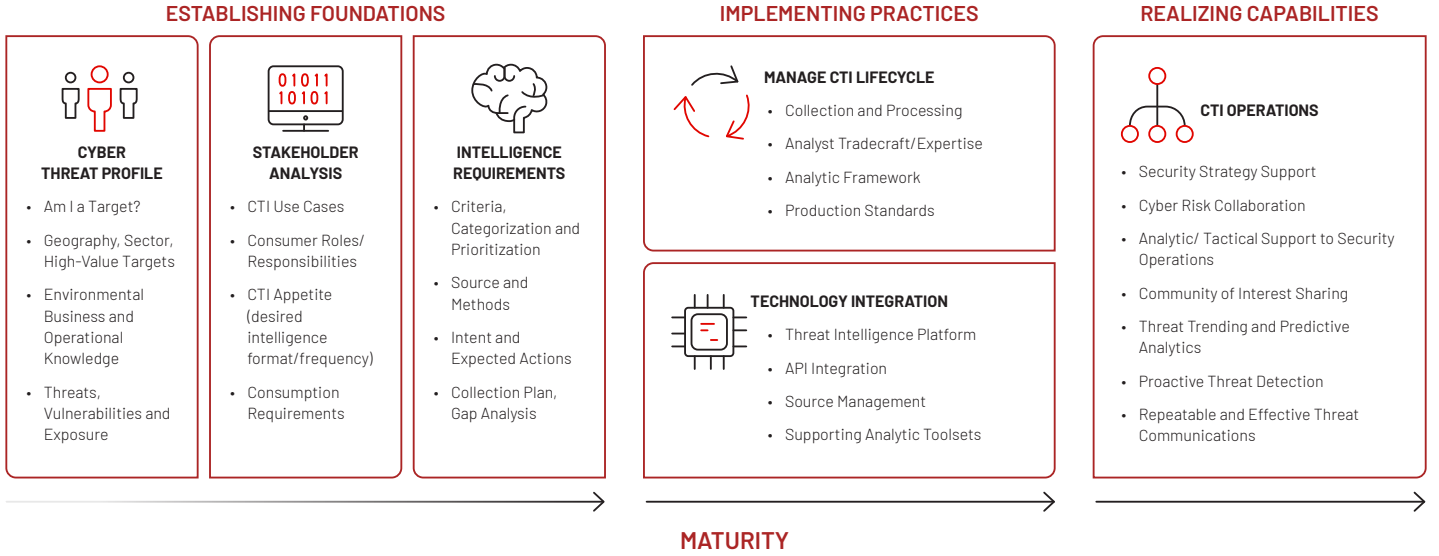 ESTABLISHING FOUNDATIONS
CYBER
THREAT PROFILE
• Am I a Target?
• Geography, Sector,
High-Value Targets
• Environmental
Business and
Operational
Knowledge
• Threats,
Vulnerabilities and
Exposure
01011
10101
STAKEHOLDER
ANALYSIS
• CTI Use Cases
• Consumer Roles/
Responsibilities
• CTI Appetite
(desired
intelligence
format/frequency)
• Consumption
Requirements
INTELLIGENCE
REQUIREMENTS
• Criteria,
Categorization and
Prioritization
• Source and
Methods
• Intent and
Expected Actions
• Collection Plan,
Gap Analysis
IMPLEMENTING PRACTICES
MANAGE CTI LIFECYCLE
• Collection and Processing
• Analyst Tradecraft/Expertise
• Analytic Framework
• Production Standards
TECHNOLOGY INTEGRATION
• Threat Intelligence Platform
• API Integration
• Source Management
• Supporting Analytic Toolsets
REALIZING CAPABILITIES
CTI OPERATIONS
• Security Strategy Support
• Cyber Risk Collaboration
• Analytic/ Tactical Support to Security
Operations
• Community of Interest Sharing
• Threat Trending and Predictive
Analytics
• Proactive Threat Detection
• Repeatable and Effective Threat
Communications
MATURITY